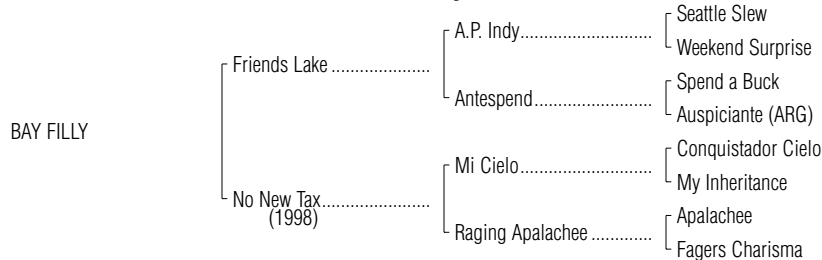 Seattle Slew
A.P. Indy
Weekend Surprise
Friends Lake
Spend a Buck
Antespend
Auspiciante (ARG)
BAY FILLY
Conquistador Cielo
Mi Cielo
My Inheritance
No New Tax
(1998)
Apalachee
Raging Apalachee
Fagers Charisma